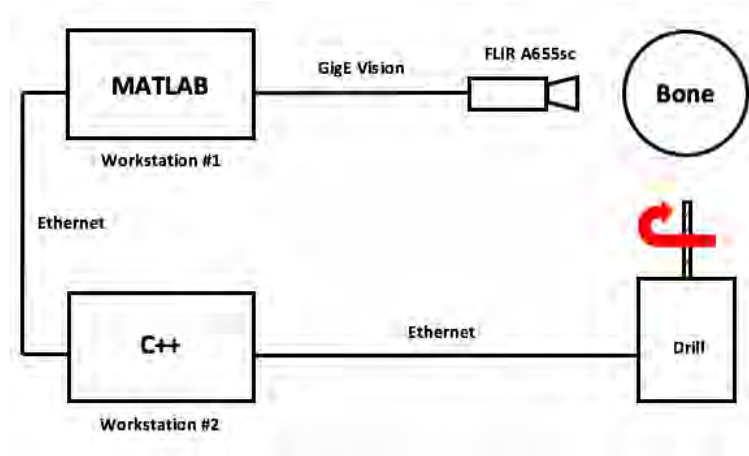 FLIR A655sc
GigE Vision
MATLAB
Bone
Workstation #1
Ethernet
Ethernet
C++
Drill
Workstation #2